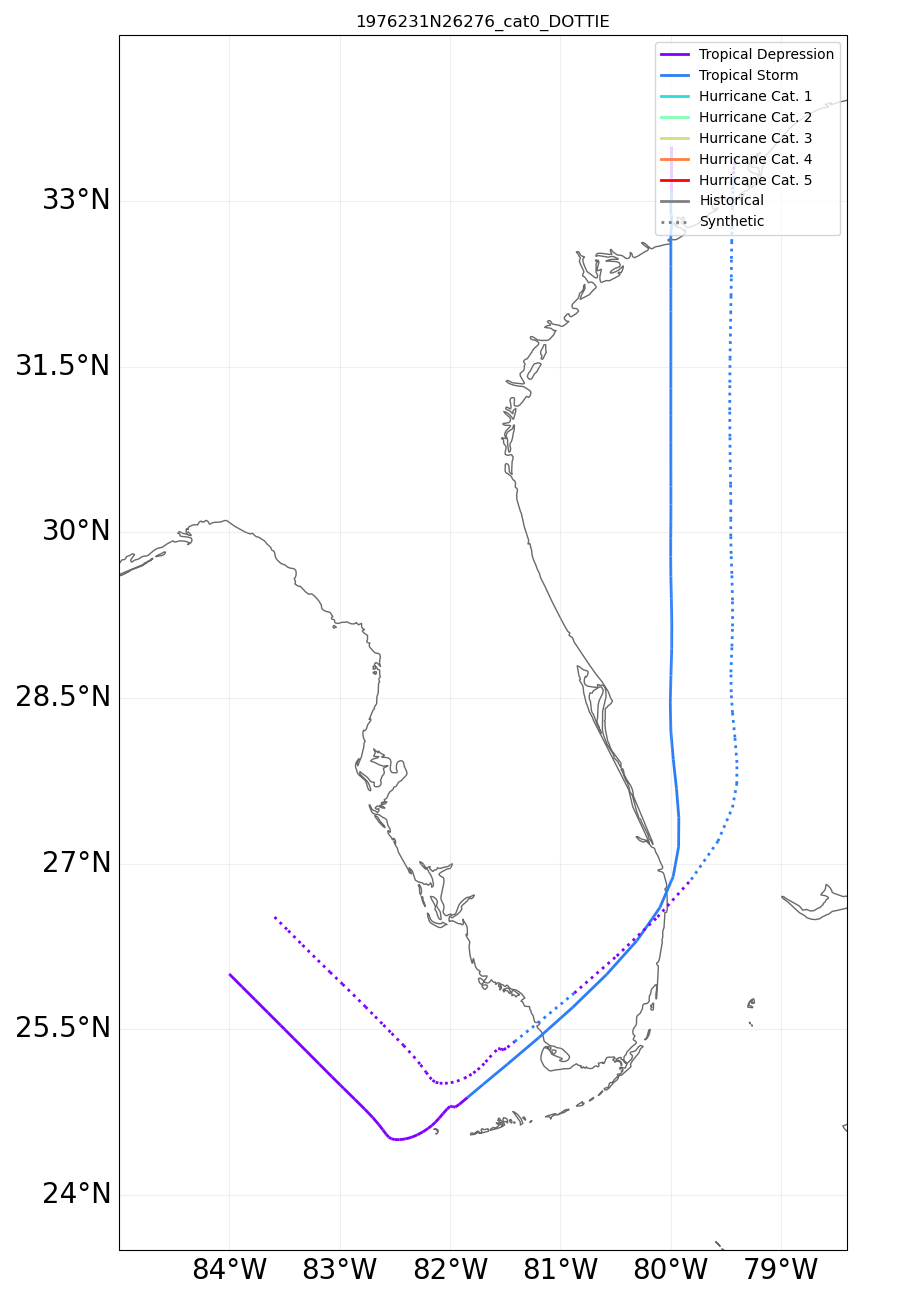 1976231N26276_cat0_DOTTIE
Tropical Depression
Tropical Storm
Hurricane Cat. 1
Hurricane Cat. 2
Hurricane Cat. 3
Hurricane Cat. 4
Hurricane Cat. 5
Historical
Synthetic
33°N
31.5°N
30°N
28.5°N
27°N
25.5°N
24°N
84°W 83°W 82°W 81°W 80°W 79°W